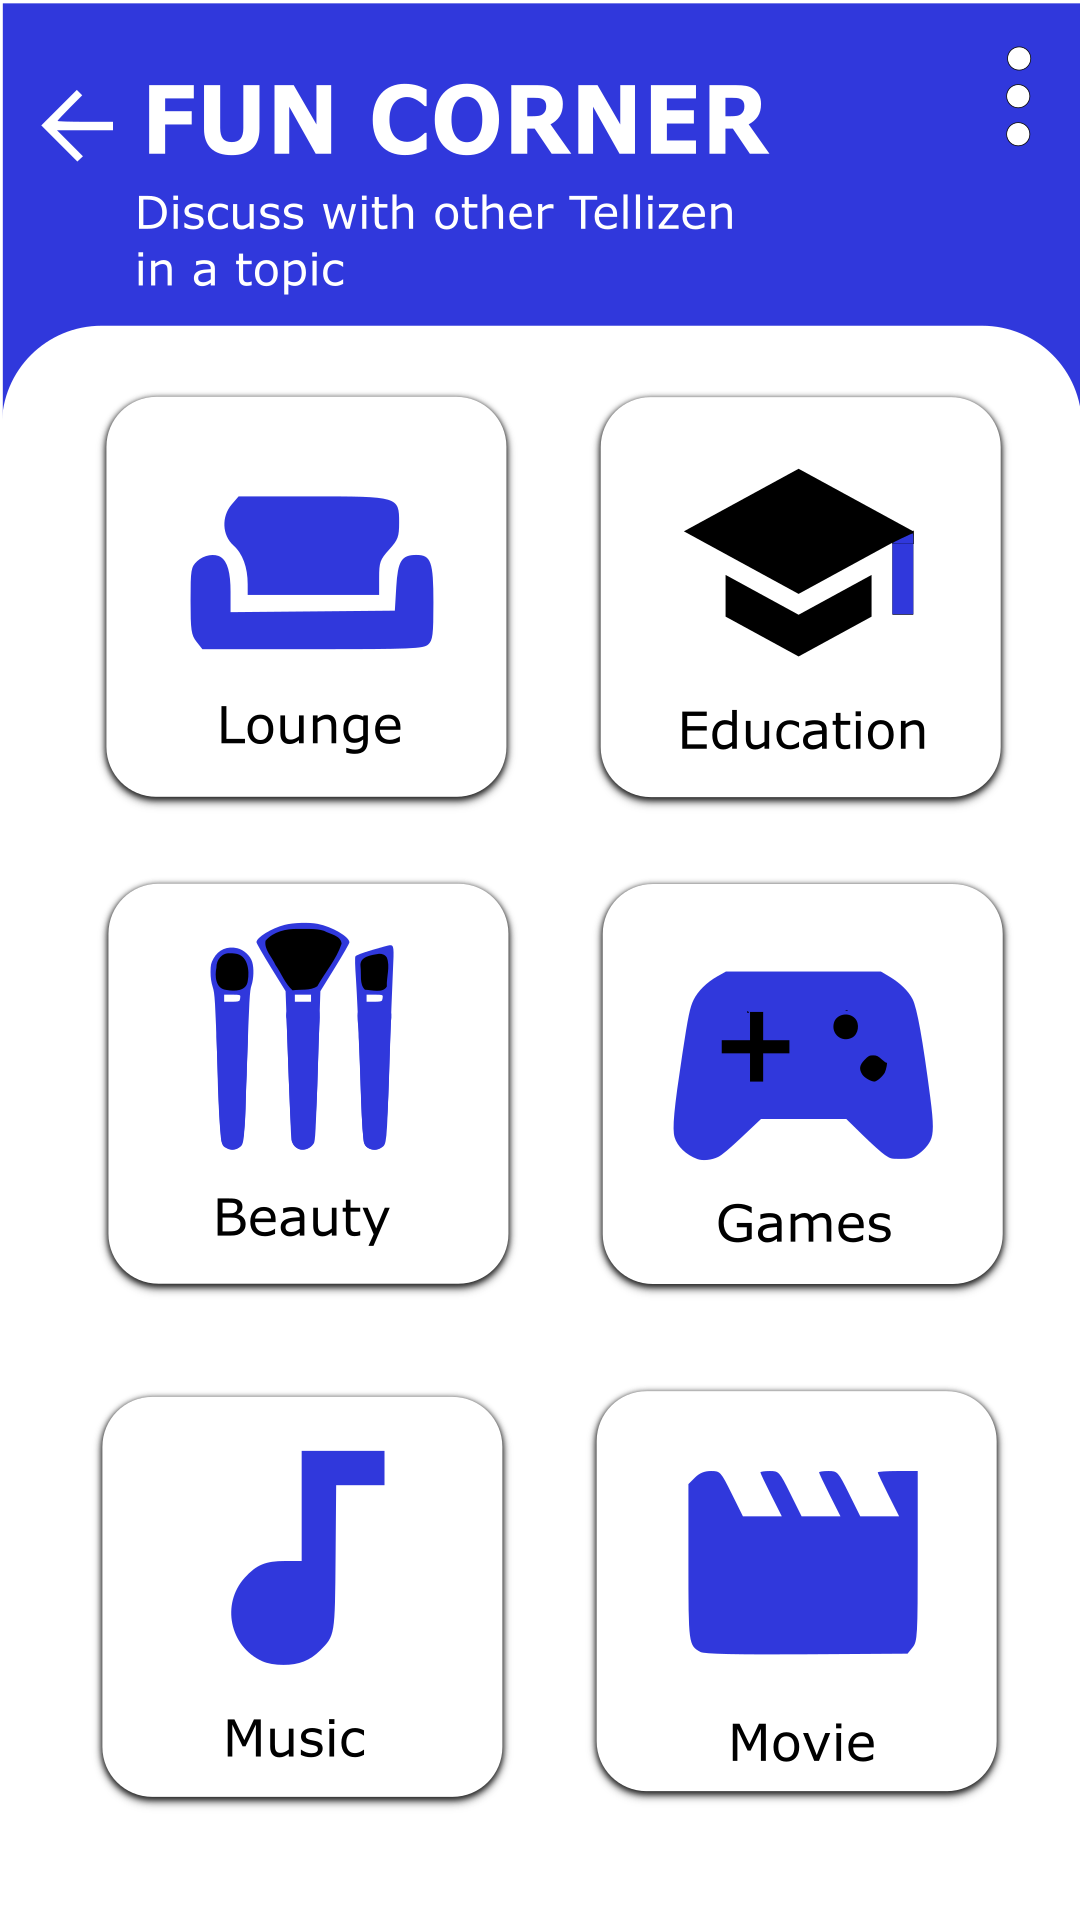 FUN CORNER
Discuss with other Tellizen
in a topic
Lounge
Education
Beauty
Games
Music
Movie